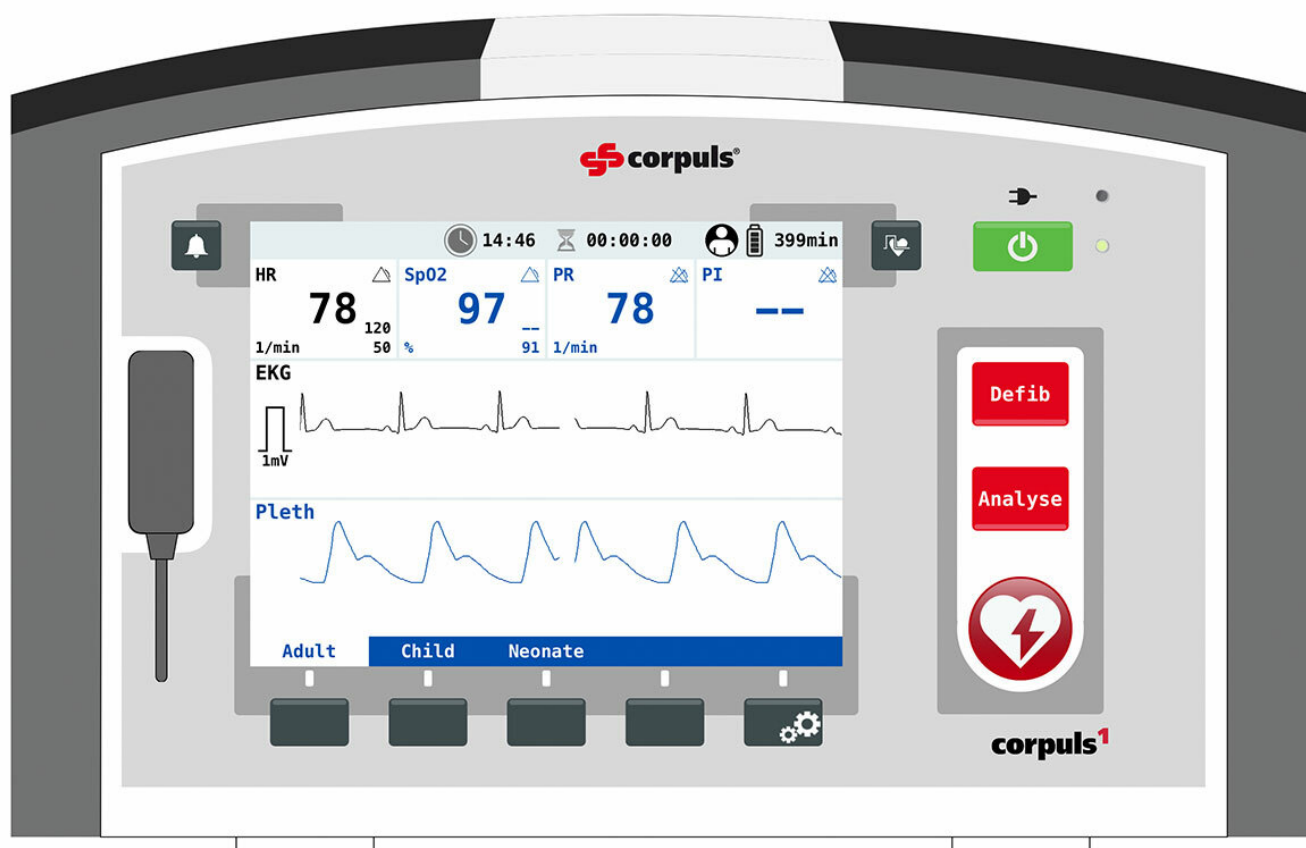 corpuls®
14:46 00:00:00 399min
HR SpO2 PR PI
78 97 78 --
120 --
1/min 50 % 91 1/min
EKG
1mV
Pleth
Adult Child Neonate
Defib
Analyse
corpuls1